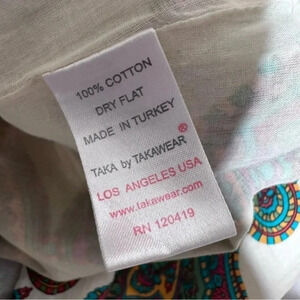 100% COTTON
DRY FLAT
MADE IN TURKEY
TAKA by TAKAWEAR®
LOS ANGELES USA
www.takawear.com
RN 120419